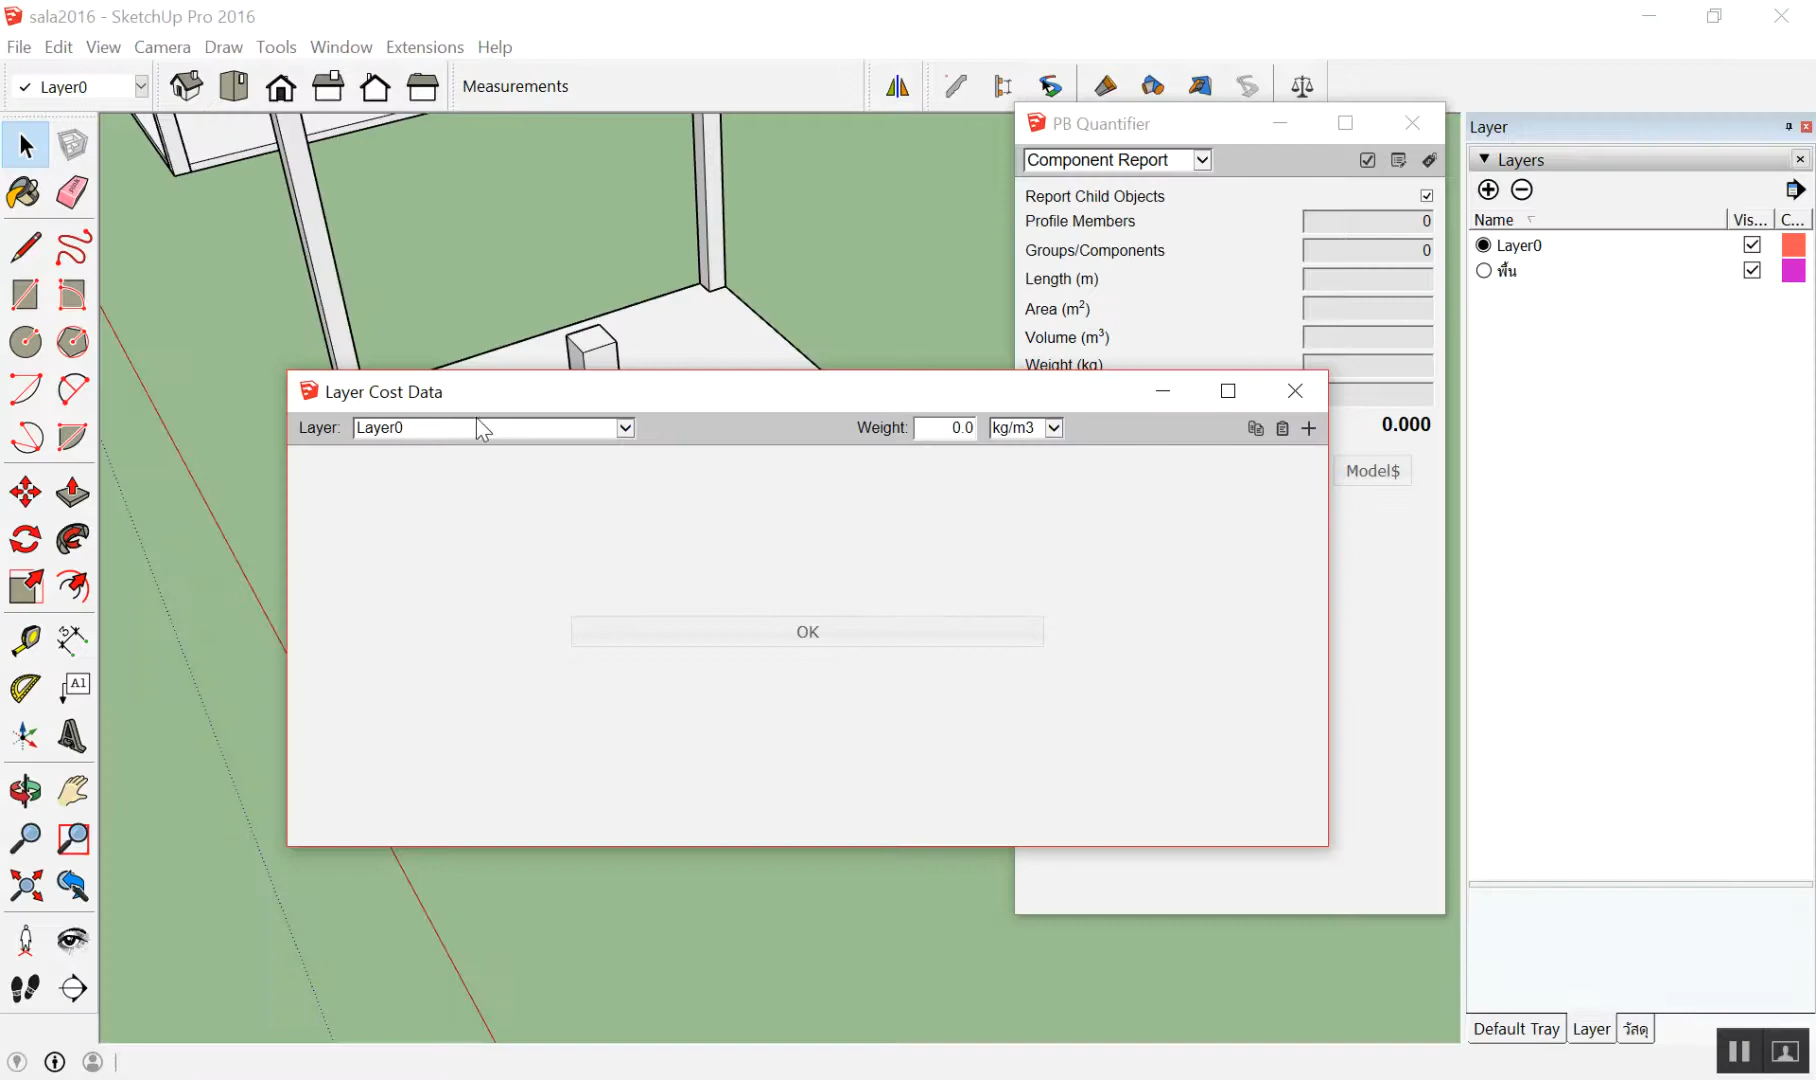 sala2016 - SketchUp Pro 2016
File Edit View Camera Draw Tools Window Extensions Help
Layer0
Measurements
PB Quantifier
Component Report
Report Child Objects
Profile Members 0
Groups/Components 0
Length (m)
Area (m²)
Volume (m³)
Weight (kg)
0.000
Model$
Layer Cost Data
Layer: Layer0 Weight: 0.0 kg/m3
OK
Layer
Layers
Name Vis... C...
Layer0
พื้น
A1
Default Tray Layer วัสดุ